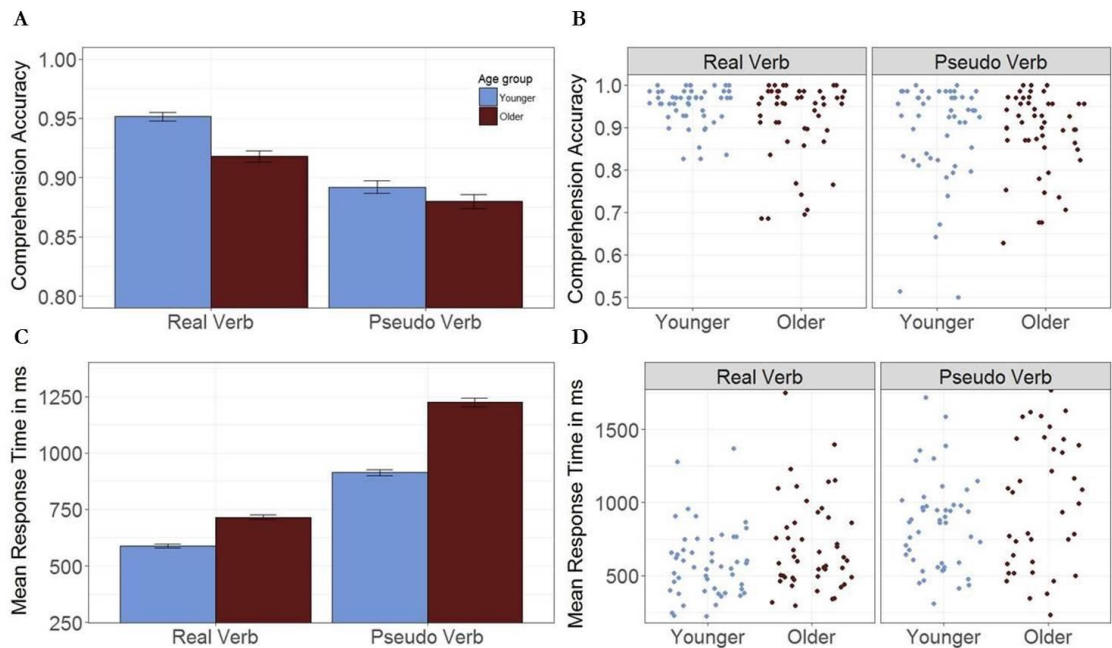 A
Comprehension Accuracy
1.00
0.95
0.90
0.85
0.80
Age group
Younger
Older
Real Verb
Pseudo Verb
B
Comprehension Accuracy
Real Verb
Pseudo Verb
1.0
0.9
0.8
0.7
0.6
0.5
Younger
Older
Younger
Older
C
Mean Response Time in ms
1250
1000
750
500
250
Real Verb
Pseudo Verb
D
Mean Response Time in ms
Real Verb
Pseudo Verb
1500
1000
500
Younger
Older
Younger
Older